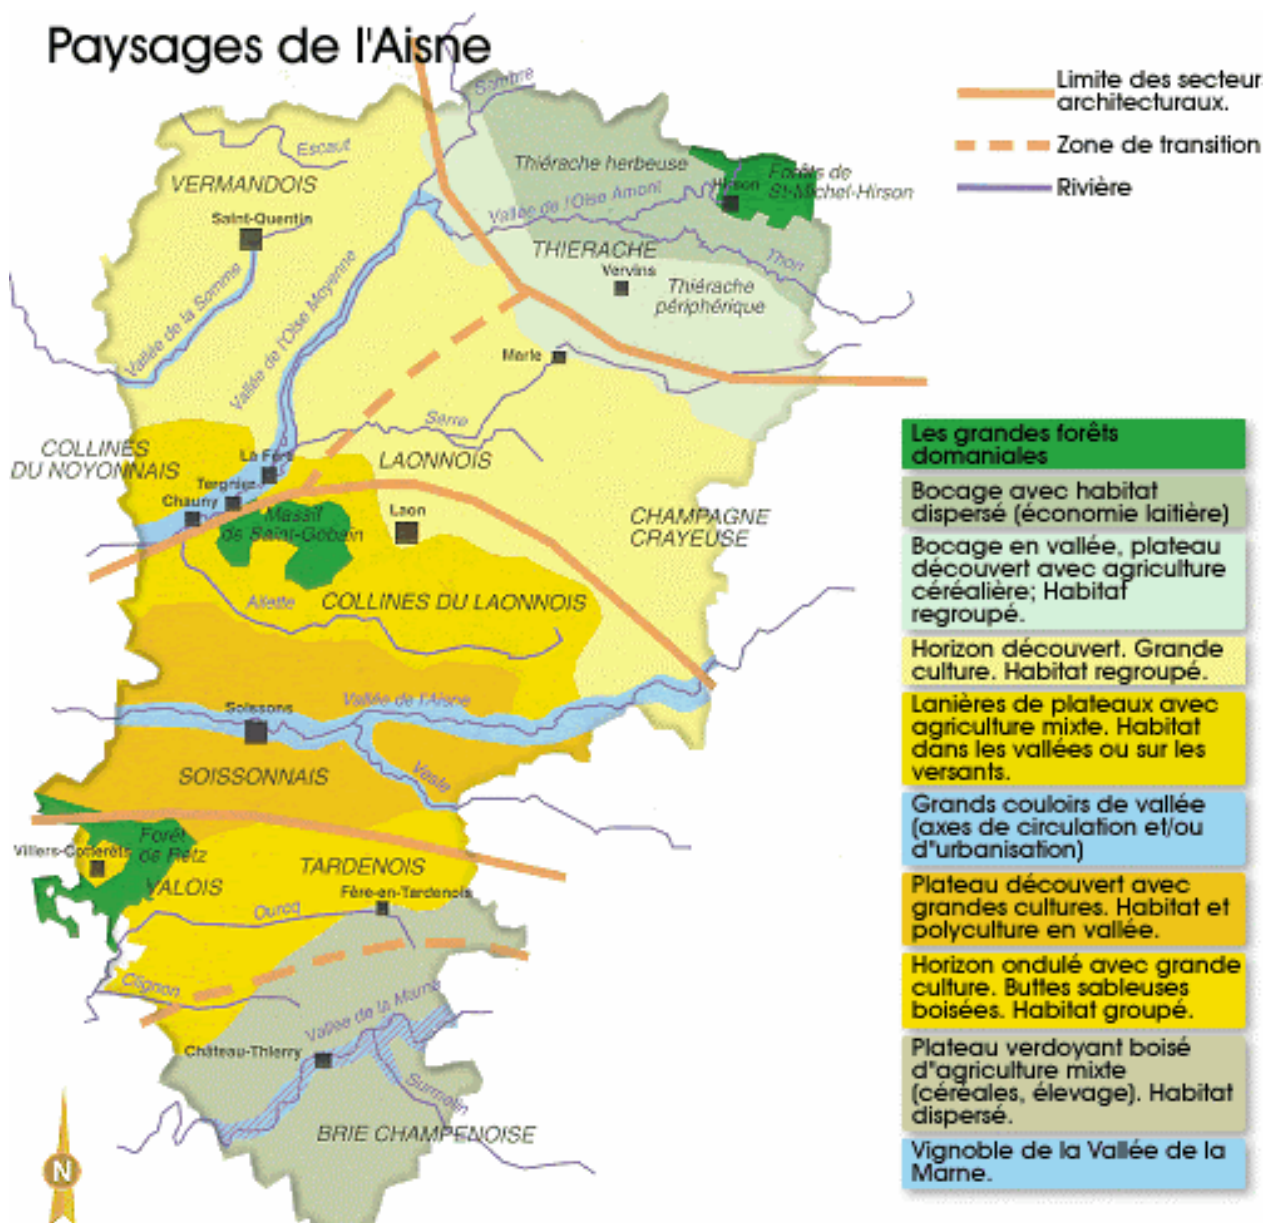 Paysages de l'Aisne
Limite des secteurs
architecturaux.
Zone de transition
Rivière
Sambre
Escaut
Thiérache herbeuse
Forêts de
St-Michel-Hirson
Hirson
VERMANDOIS
Vallée de l'Oise Amont
Saint-Quentin
THIERACHE
Thon
Vervins
Thiérache
périphérique
Vallée de la Somme
Vallée de l'Oise Moyenne
Marle
Serre
COLLINES
DU NOYONNAIS
La Fère
LAONNOIS
Tergnier
Chauny
Massif
de Saint-Gobain
Laon
CHAMPAGNE
CRAYEUSE
Ailette
COLLINES DU LAONNOIS
Vallée de l'Aisne
Soissons
SOISSONNAIS
Vesle
Forêt
de Retz
Villers-Cotterêts
TARDENOIS
VALOIS
Fère-en-Tardenois
Ourcq
Clignon
Vallée de la Marne
Château-Thierry
Surmelin
BRIE CHAMPENOISE
N
Les grandes forêts
domaniales
Bocage avec habitat
dispersé (économie laitière)
Bocage en vallée, plateau
découvert avec agriculture
céréalière; Habitat
regroupé.
Horizon découvert. Grande
culture. Habitat regroupé.
Lanières de plateaux avec
agriculture mixte. Habitat
dans les vallées ou sur les
versants.
Grands couloirs de vallée
(axes de circulation et/ou
d"urbanisation)
Plateau découvert avec
grandes cultures. Habitat et
polyculture en vallée.
Horizon ondulé avec grande
culture. Buttes sableuses
boisées. Habitat groupé.
Plateau verdoyant boisé
d"agriculture mixte
(céréales, élevage). Habitat
dispersé.
Vignoble de la Vallée de la
Marne.